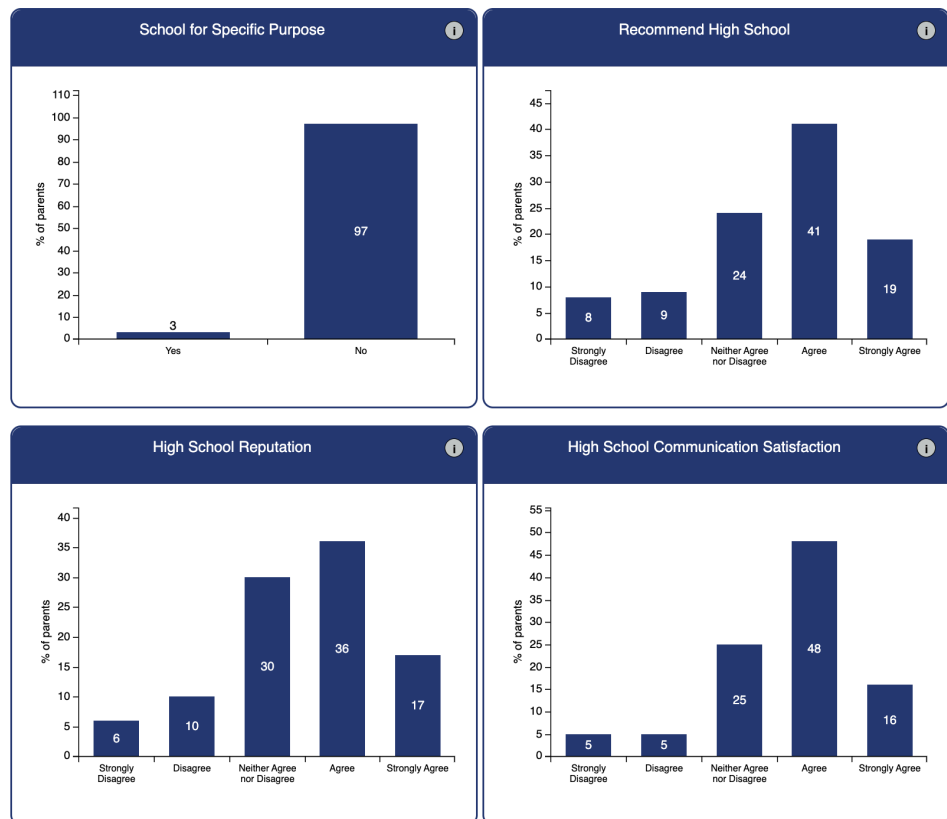 School for Specific Purpose
i
% of parents
110
100
90
80
70
60
50
40
30
20
10
0
3
97
Yes
No
Recommend High School
i
% of parents
45
40
35
30
25
20
15
10
5
0
8
9
24
41
19
Strongly
Disagree
Disagree
Neither Agree
nor Disagree
Agree
Strongly Agree
High School Reputation
i
% of parents
40
35
30
25
20
15
10
5
0
6
10
30
36
17
Strongly
Disagree
Disagree
Neither Agree
nor Disagree
Agree
Strongly Agree
High School Communication Satisfaction
i
% of parents
55
50
45
40
35
30
25
20
15
10
5
0
5
5
25
48
16
Strongly
Disagree
Disagree
Neither Agree
nor Disagree
Agree
Strongly Agree